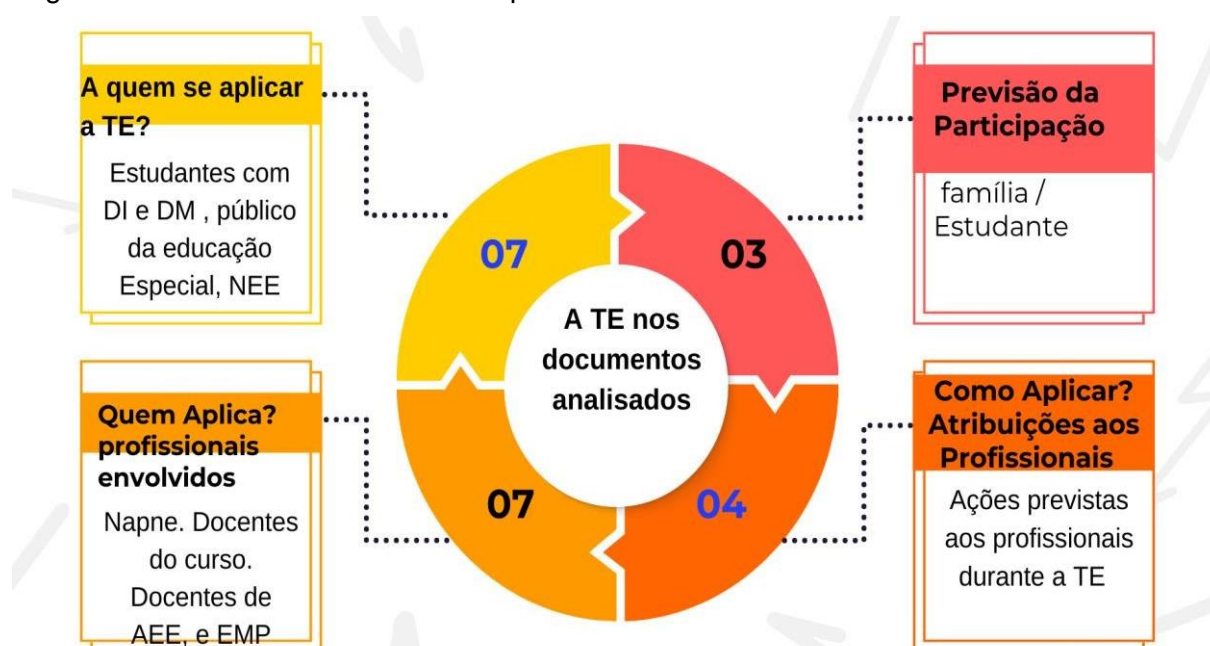 A quem se aplicar
a TE?
Estudantes com
DI e DM , público
da educação
Especial, NEE
Previsão da
Participação
família /
Estudante
07
03
A TE nos
documentos
analisados
07
04
Quem Aplica?
profissionais
envolvidos
Napne. Docentes
do curso.
Docentes de
AEE, e EMP
Como Aplicar?
Atribuições aos
Profissionais
Ações previstas
aos profissionais
durante a TE